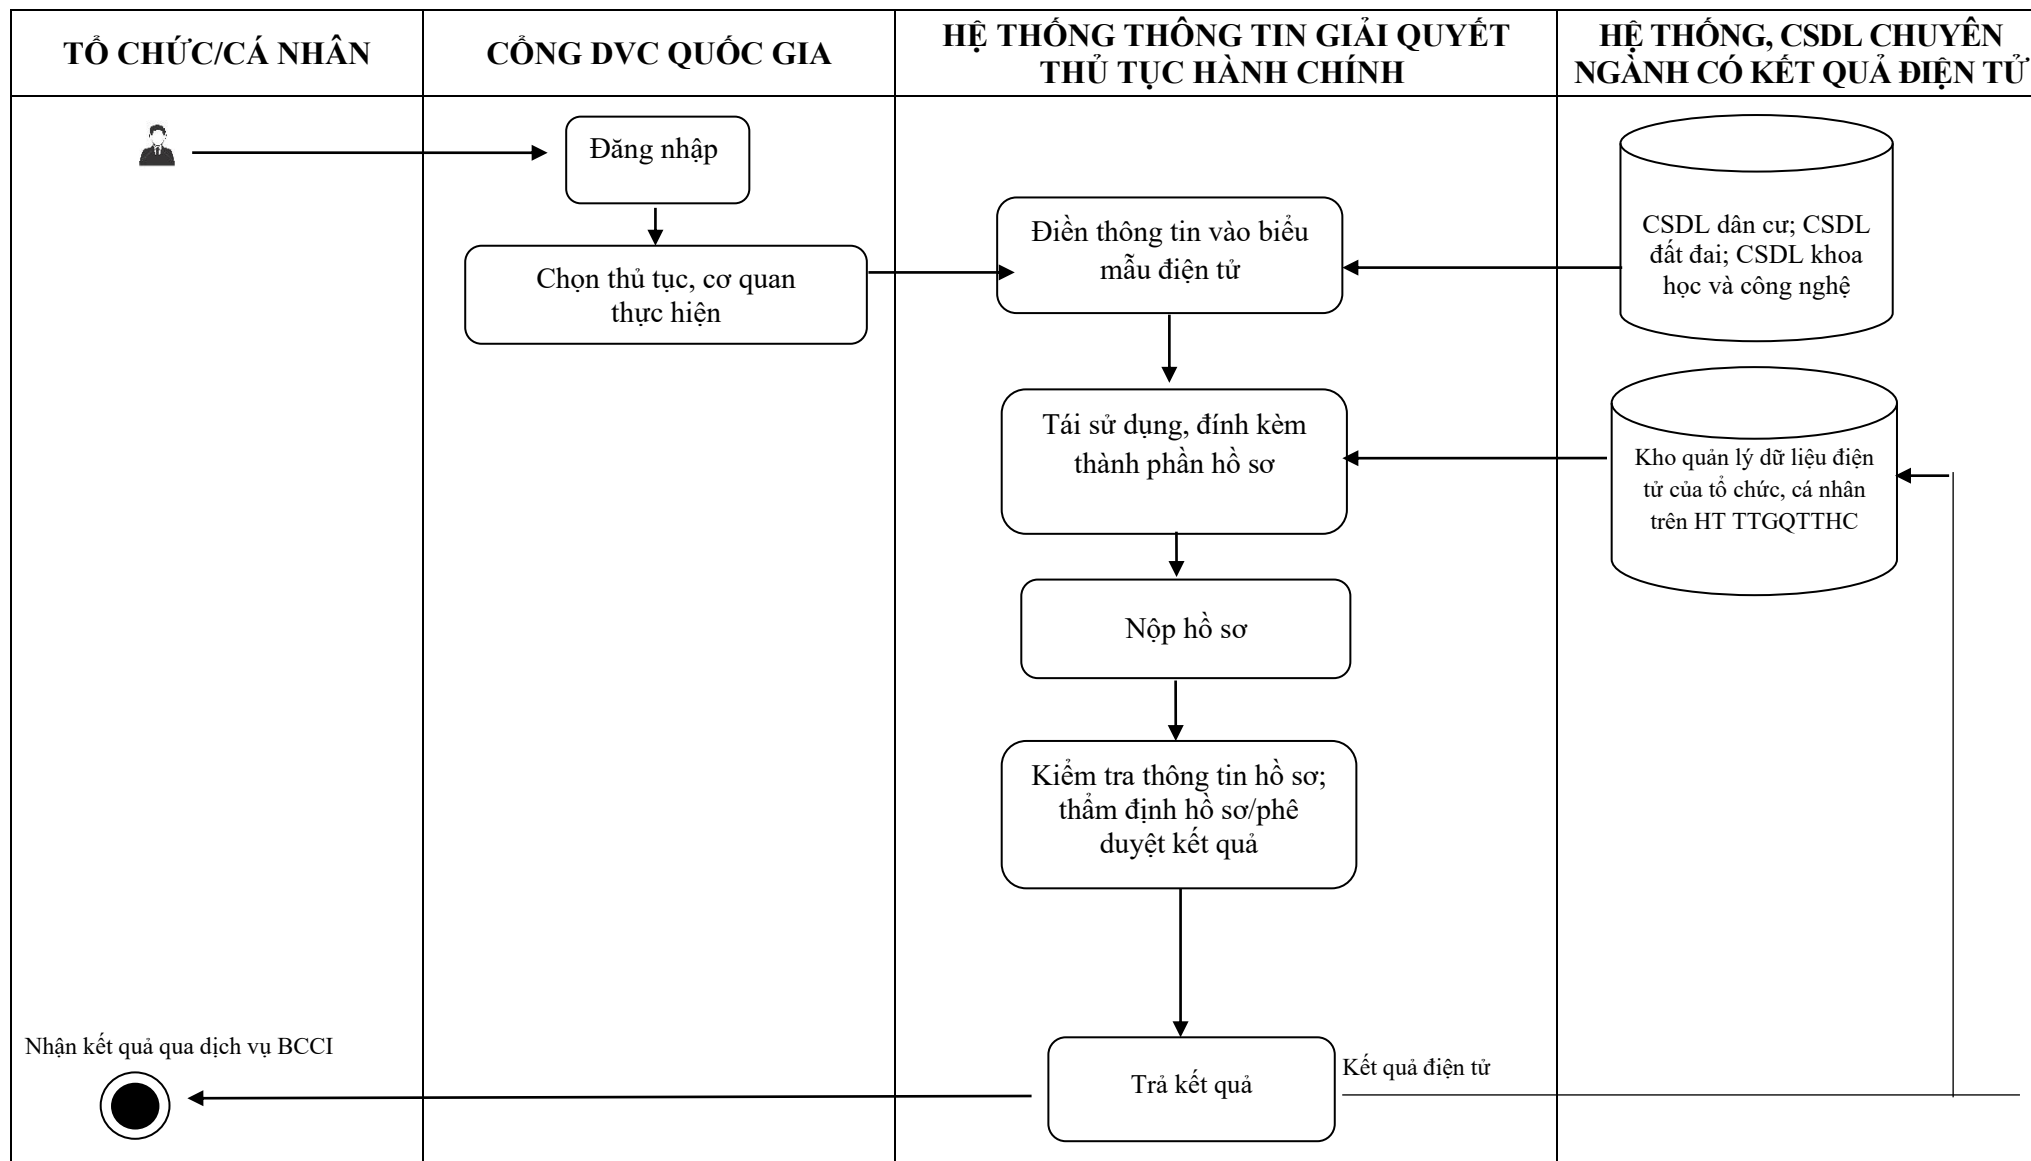 TỔ CHỨC/CÁ NHÂN
CỔNG DVC QUỐC GIA
HỆ THỐNG THÔNG TIN GIẢI QUYẾT
THỦ TỤC HÀNH CHÍNH
HỆ THỐNG, CSDL CHUYÊN
NGÀNH CÓ KẾT QUẢ ĐIỆN TỬ
Đăng nhập
Chọn thủ tục, cơ quan
thực hiện
Điền thông tin vào biểu
mẫu điện tử
CSDL dân cư; CSDL
đất đai; CSDL khoa
học và công nghệ
Tái sử dụng, đính kèm
thành phần hồ sơ
Kho quản lý dữ liệu điện
tử của tổ chức, cá nhân
trên HT TTGQTTHC
Nộp hồ sơ
Kiểm tra thông tin hồ sơ;
thẩm định hồ sơ/phê
duyệt kết quả
Nhận kết quả qua dịch vụ BCCI
Trả kết quả
Kết quả điện tử